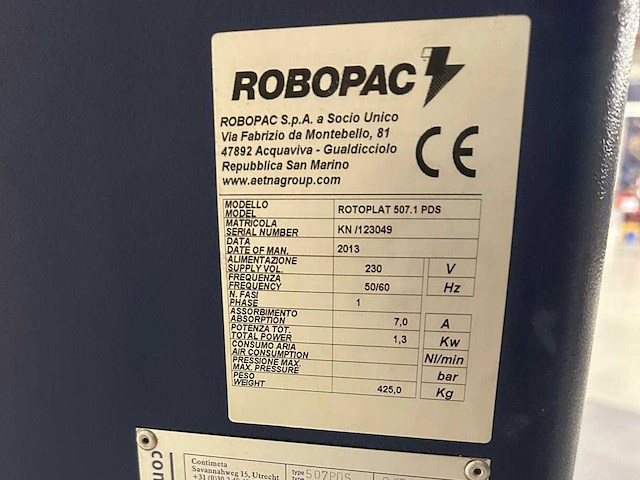 ROBOPAC
ROBOPAC S.p.A. a Socio Unico
Via Fabrizio da Montebello, 81
47892 Acquaviva - Gualdicciolo
Repubblica San Marino
www.aetnagroup.com
CE
MODELLO
MODEL ROTOPLAT 507.1 PDS
MATRICOLA
SERIAL NUMBER KN /123049
DATA
DATE OF MAN. 2013
ALIMENTAZIONE
SUPPLY VOL. 230 V
FREQUENZA
FREQUENCY 50/60 Hz
N. FASI
PHASE 1
ASSORBIMENTO
ABSORPTION 7,0 A
POTENZA TOT.
TOTAL POWER 1,3 Kw
CONSUMO ARIA
AIR CONSUMPTION Nl/min
PRESSIONE MAX.
MAX. PRESSURE bar
PESO
WEIGHT 425,0 Kg
con
Contimeta
Savannahweg 15, Utrecht
type 507PDS